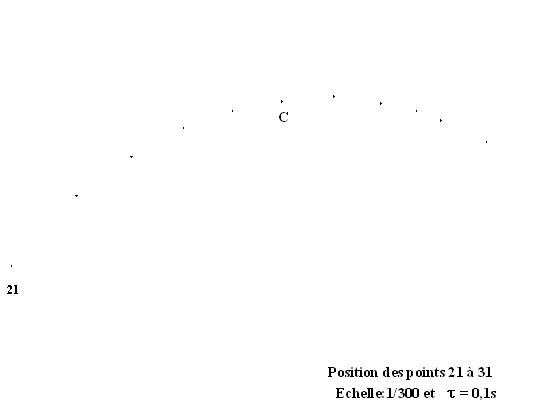 C
21
Position des points 21 à 31
Echelle:1/300 et τ = 0,1s